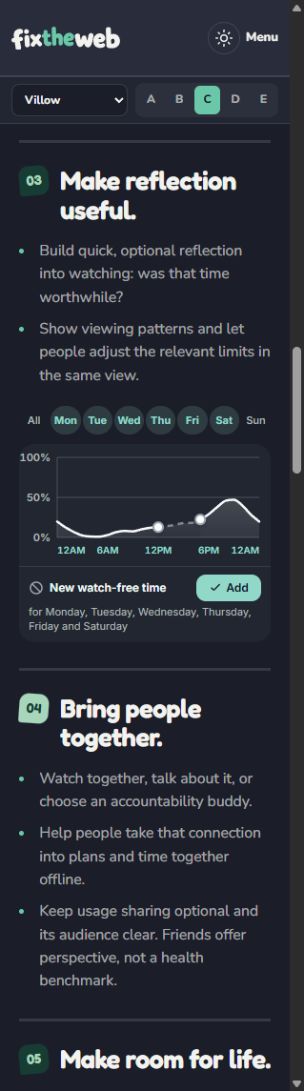 fixtheweb
Menu
Villow
A B C D E
03
Make reflection
useful.
• Build quick, optional reflection
into watching: was that time
worthwhile?
• Show viewing patterns and let
people adjust the relevant limits in
the same view.
All Mon Tue Wed Thu Fri Sat Sun
100%
50%
0%
12AM 6AM 12PM 6PM 12AM
New watch-free time
Add
for Monday, Tuesday, Wednesday, Thursday,
Friday and Saturday
04
Bring people
together.
• Watch together, talk about it, or
choose an accountability buddy.
• Help people take that connection
into plans and time together
offline.
• Keep usage sharing optional and
its audience clear. Friends offer
perspective, not a health
benchmark.
05
Make room for life.